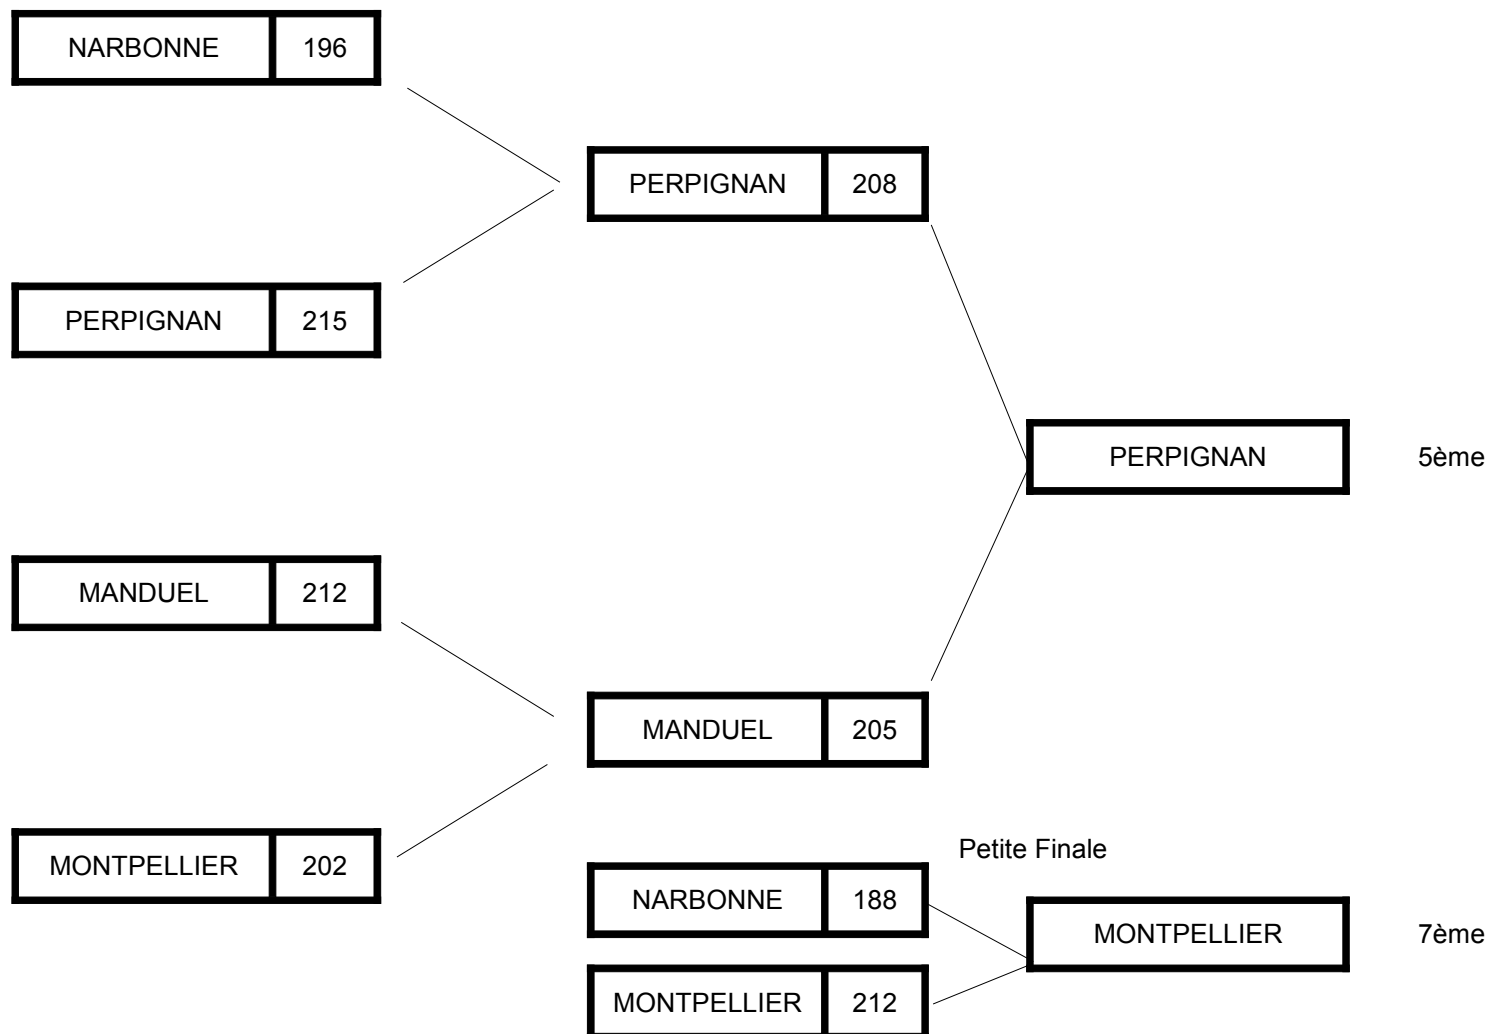 NARBONNE 196
PERPIGNAN 208
PERPIGNAN 215
PERPIGNAN 5ème
MANDUEL 212
MANDUEL 205
Petite Finale
MONTPELLIER 202
NARBONNE 188
MONTPELLIER 7ème
MONTPELLIER 212